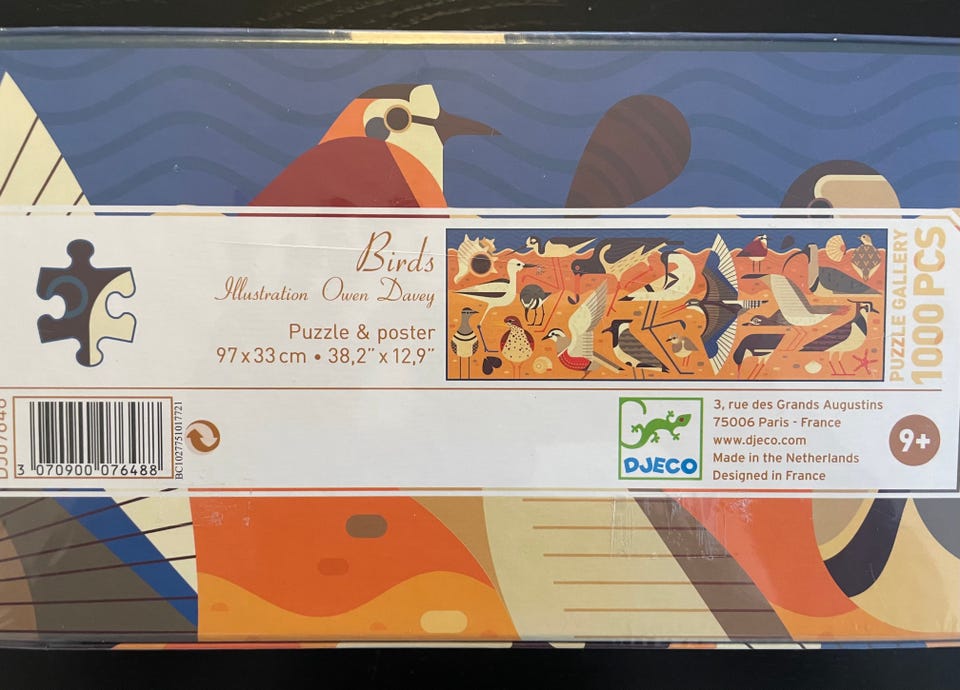 Birds
Illustration Owen Davey
Puzzle & poster
97 x 33 cm • 38,2" x 12,9"
PUZZLE GALLERY
1000 PCS
3 070900 076488
BC1027751017721
DJECO
3, rue des Grands Augustins
75006 Paris - France
www.djeco.com
Made in the Netherlands
Designed in France
9+